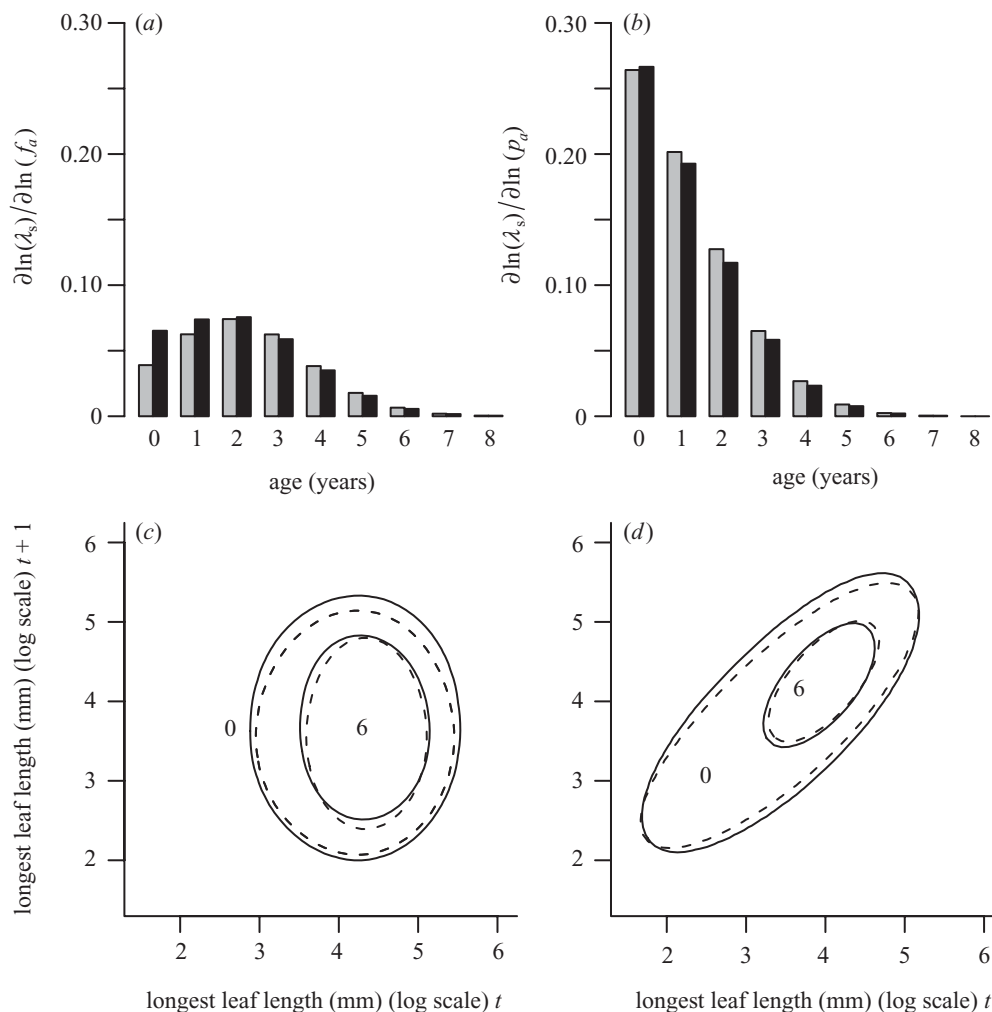 (a)
0.30
0.20
0.10
0
∂ln(λs)/∂ln (fa)
0 1 2 3 4 5 6 7 8
age (years)
(b)
0.30
0.20
0.10
0
∂ln(λs)/∂ln (pa)
0 1 2 3 4 5 6 7 8
age (years)
(c)
longest leaf length (mm) (log scale) t + 1
6
5
4
3
2
0
6
2 3 4 5 6
longest leaf length (mm) (log scale) t
(d)
6
5
4
3
2
6
0
2 3 4 5 6
longest leaf length (mm) (log scale) t